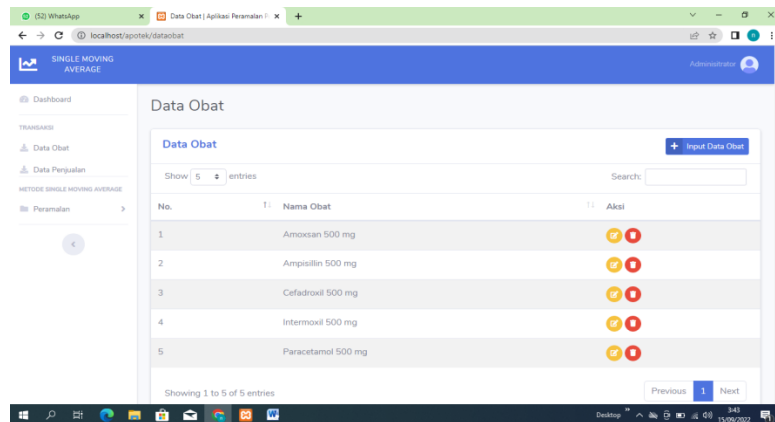 (52) WhatsApp
Data Obat | Aplikasi Peramalan P
localhost/apotek/dataobat
SINGLE MOVING
AVERAGE
Administrator
Dashboard
TRANSAKSI
Data Obat
Data Penjualan
METODE SINGLE MOVING AVERAGE
Peramalan
Data Obat
Data Obat
+ Input Data Obat
Show 5 entries
Search:
No. Nama Obat Aksi
1 Amoxsan 500 mg
2 Ampisillin 500 mg
3 Cefadroxil 500 mg
4 Intermoxil 500 mg
5 Paracetamol 500 mg
Showing 1 to 5 of 5 entries
Previous 1 Next
Desktop
3:43
15/09/2022